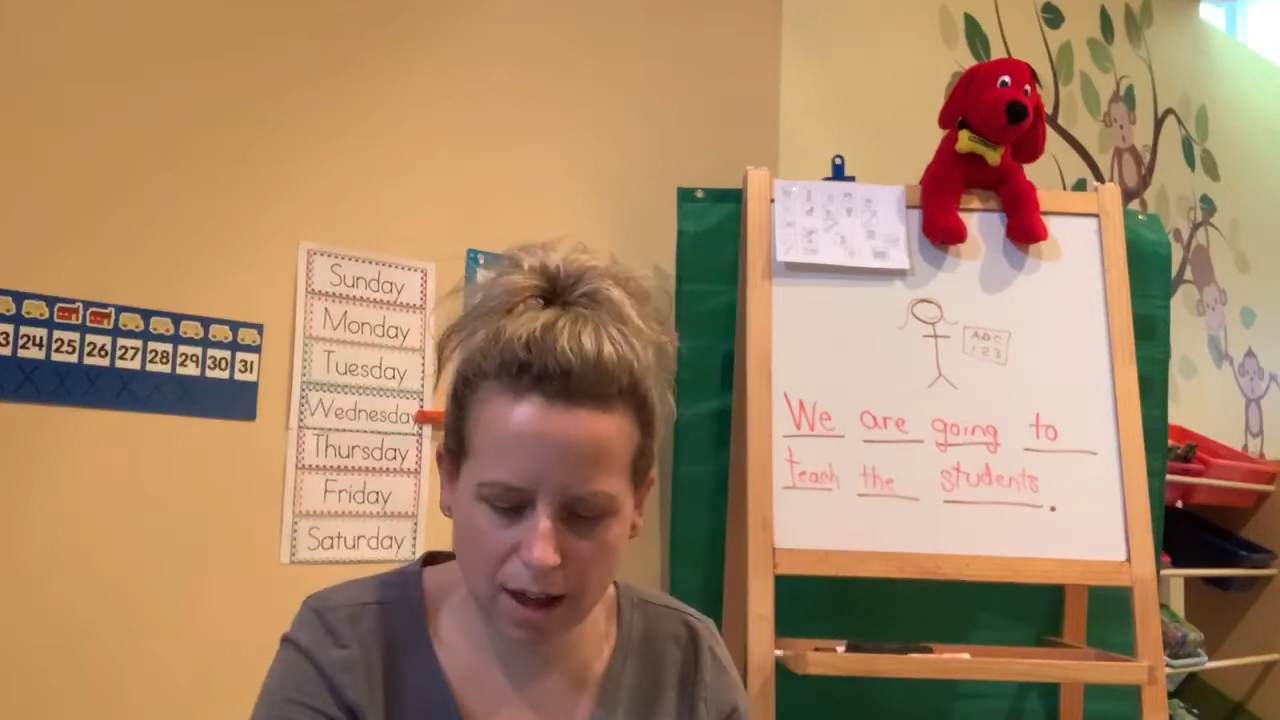 3 24 25 26 27 28 29 30 31
Sunday
Monday
Tuesday
Wednesday
Thursday
Friday
Saturday
ABC
123
We are going to
teach the students.